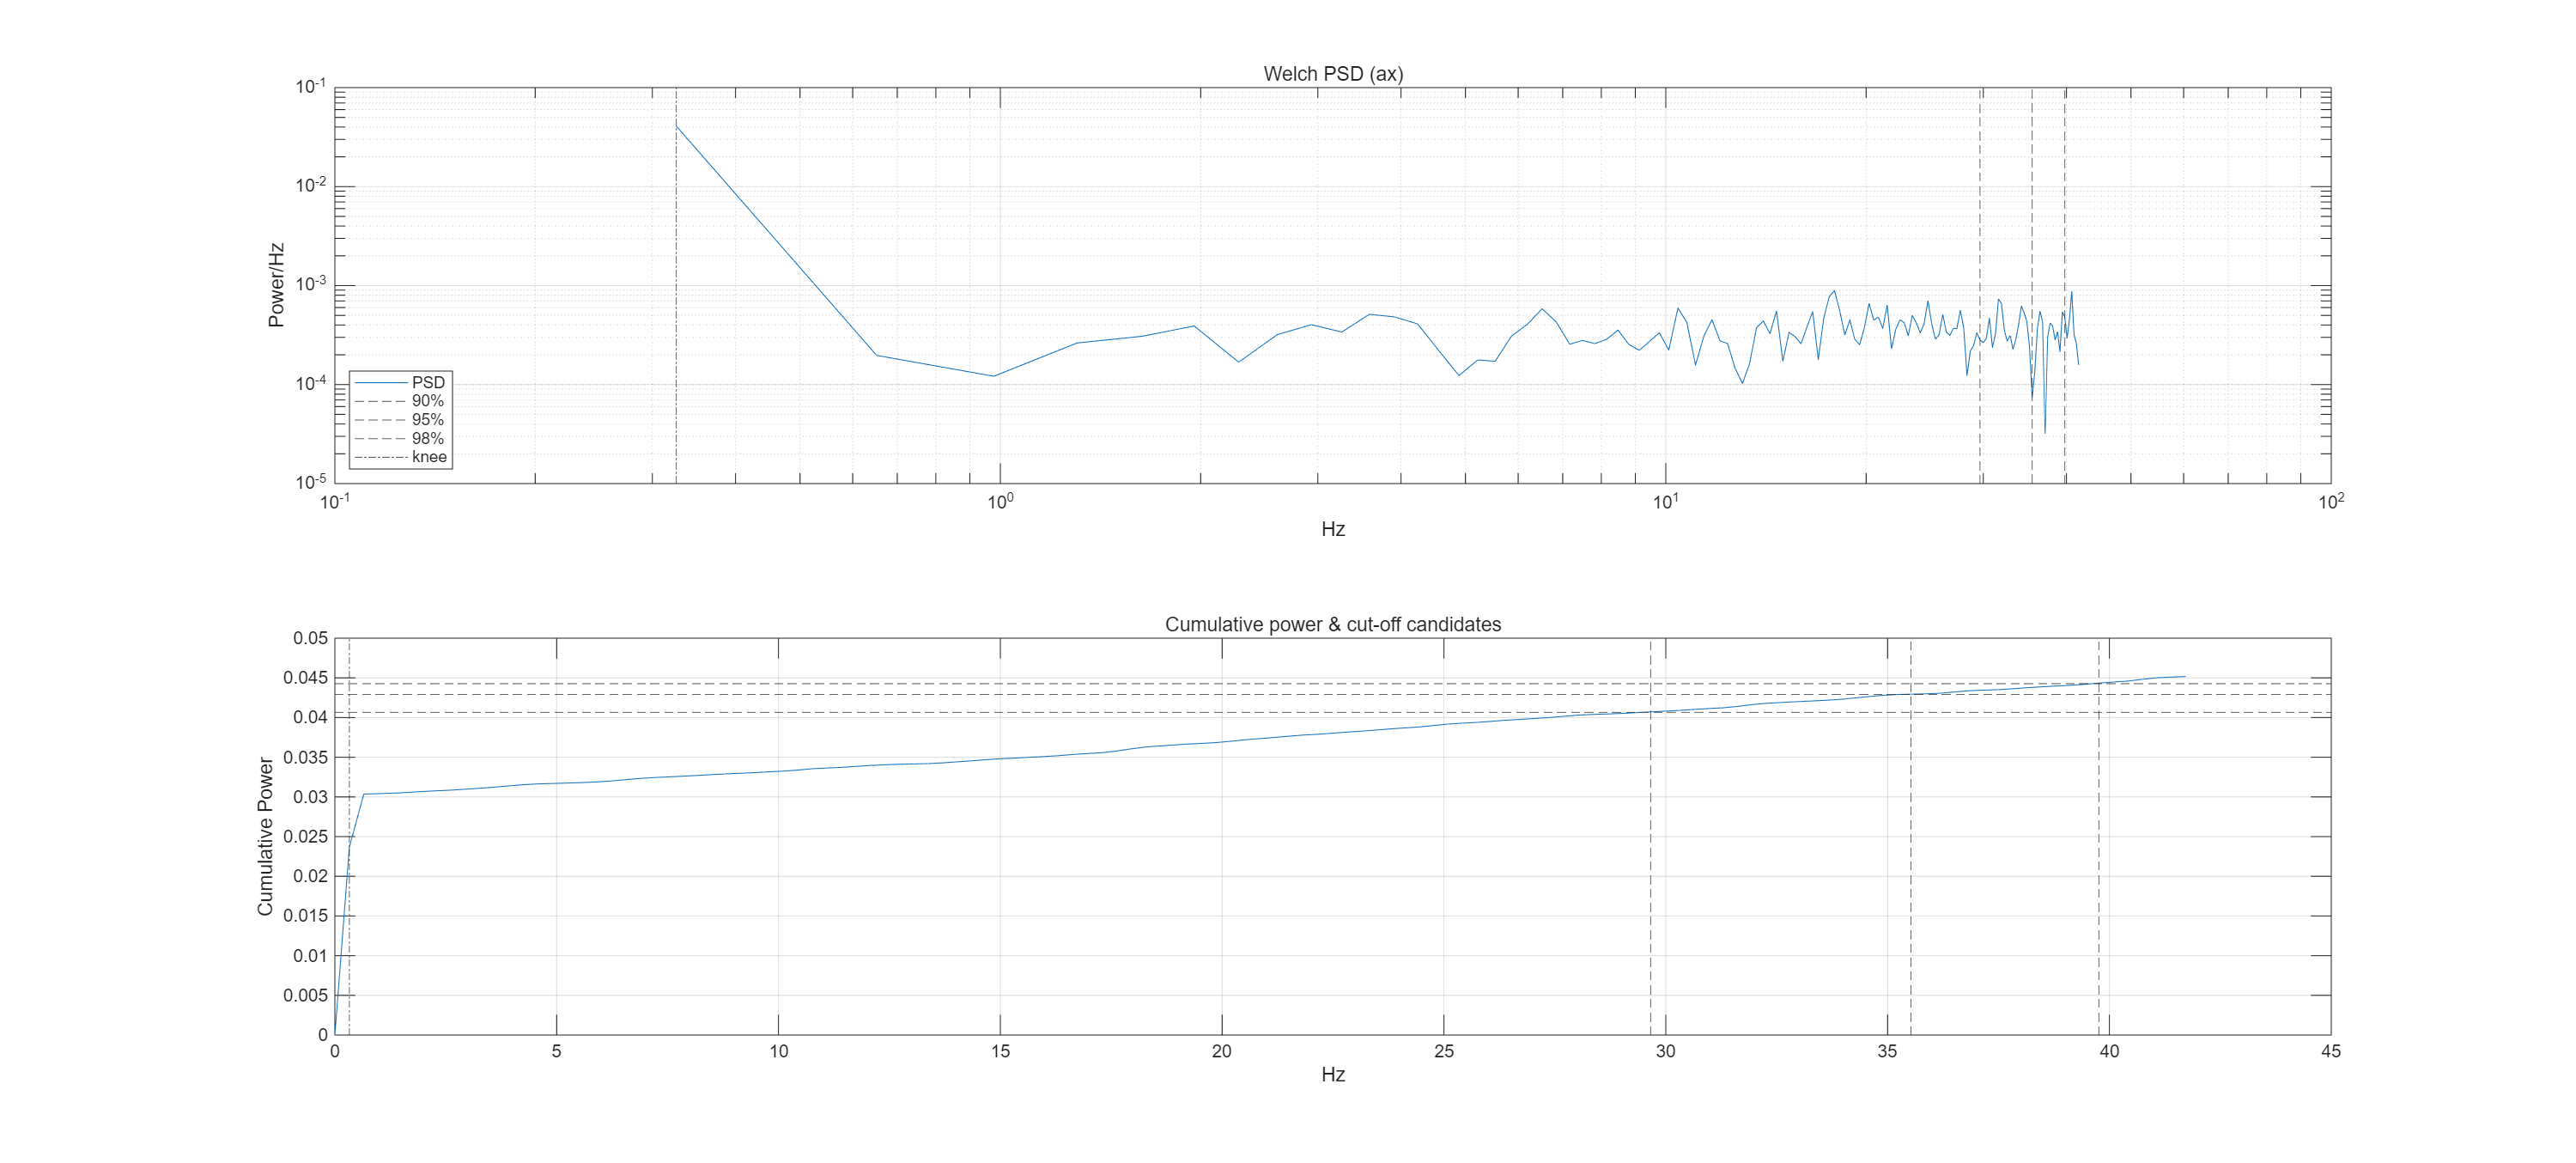 Welch PSD (ax)
10-1
10-2
10-3
10-4
10-5
Power/Hz
PSD
90%
95%
98%
knee
10-1 100 101 102
Hz
Cumulative power & cut-off candidates
0.05
0.045
0.04
0.035
0.03
0.025
0.02
0.015
0.01
0.005
0
Cumulative Power
0 5 10 15 20 25 30 35 40 45
Hz